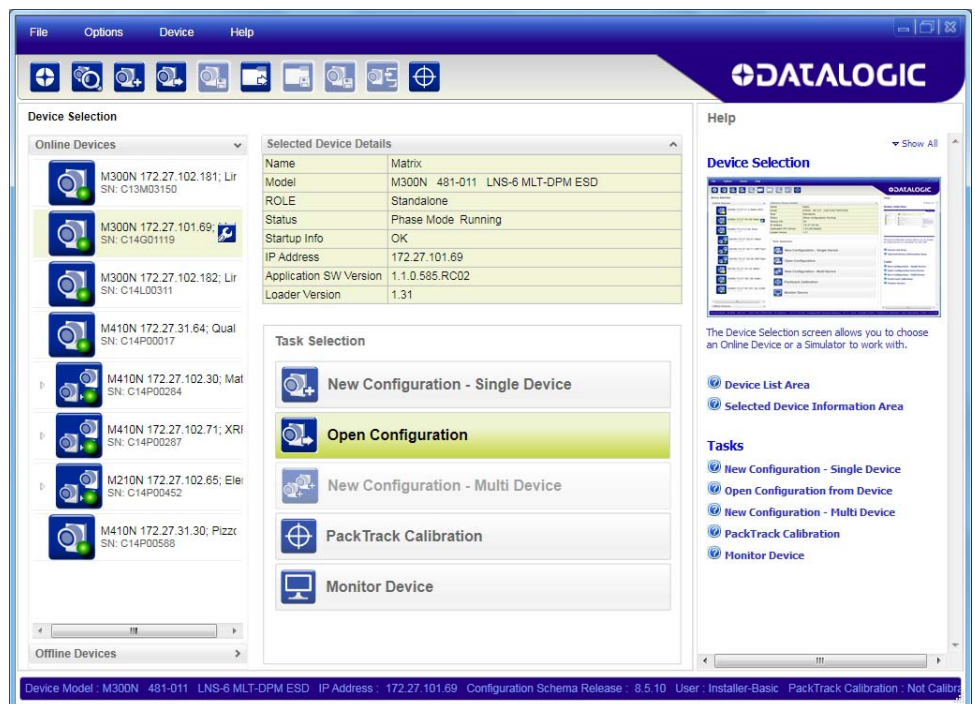 File Options Device Help
DATALOGIC
Device Selection
Online Devices
M300N 172.27.102.181; Lir
SN: C13M03150
M300N 172.27.101.69;
SN: C14G01119
M300N 172.27.102.182; Lir
SN: C14L00311
M410N 172.27.31.64; Qual
SN: C14P00017
M410N 172.27.102.30; Mat
SN: C14P00284
M410N 172.27.102.71; XRI
SN: C14P00287
M210N 172.27.102.65; Eler
SN: C14P00452
M410N 172.27.31.30; Pizzo
SN: C14P00588
Offline Devices
Selected Device Details
Name Matrix
Model M300N 481-011 LNS-6 MLT-DPM ESD
ROLE Standalone
Status Phase Mode Running
Startup Info OK
IP Address 172.27.101.69
Application SW Version 1.1.0.585.RC02
Loader Version 1.31
Task Selection
New Configuration - Single Device
Open Configuration
New Configuration - Multi Device
PackTrack Calibration
Monitor Device
Help
Show All
Device Selection
The Device Selection screen allows you to choose
an Online Device or a Simulator to work with.
Device List Area
Selected Device Information Area
Tasks
New Configuration - Single Device
Open Configuration from Device
New Configuration - Multi Device
PackTrack Calibration
Monitor Device
Device Model : M300N 481-011 LNS-6 MLT-DPM ESD IP Address : 172.27.101.69 Configuration Schema Release : 8.5.10 User : Installer-Basic PackTrack Calibration : Not Calibra